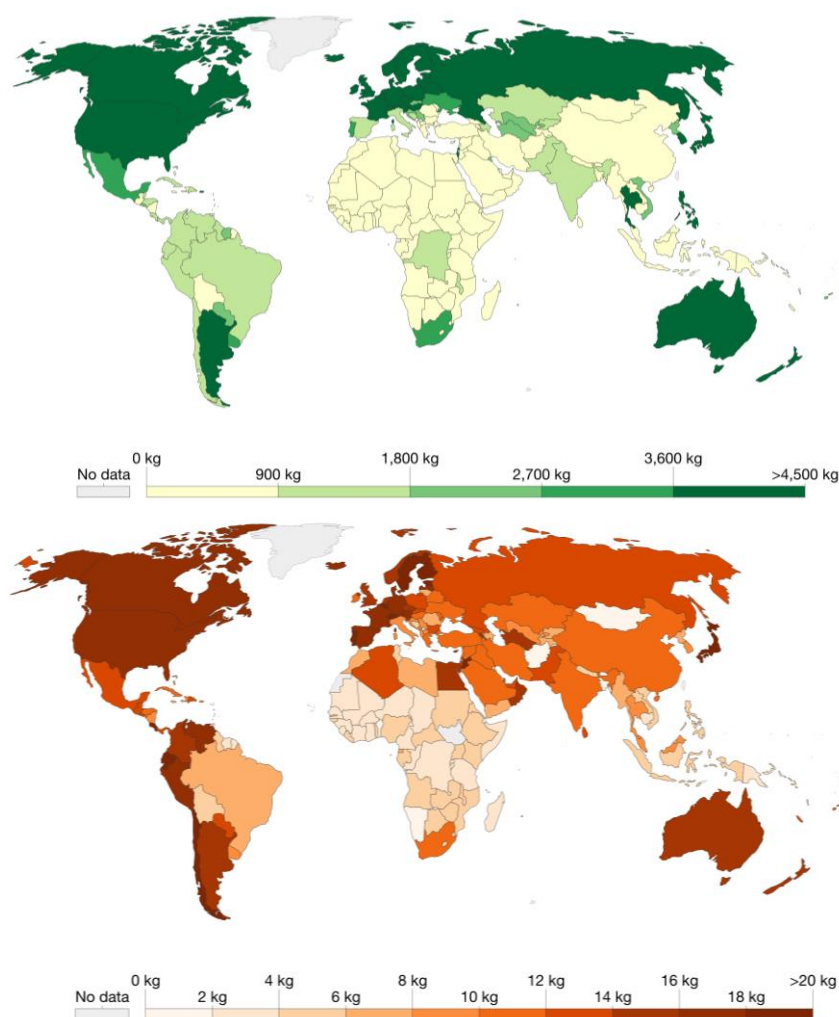 0 kg 1,800 kg 3,600 kg
No data 900 kg 2,700 kg >4,500 kg
0 kg 4 kg 8 kg 12 kg 16 kg >20 kg
No data 2 kg 6 kg 10 kg 14 kg 18 kg